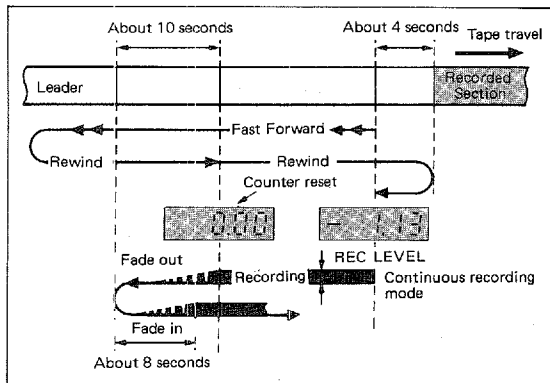 About 10 seconds
About 4 seconds
Tape travel
Leader
Recorded
Section
Fast Forward
Rewind
Rewind
Counter reset
0.00
- 1.13
REC LEVEL
Fade out
Recording
Continuous recording
mode
Fade in
About 8 seconds